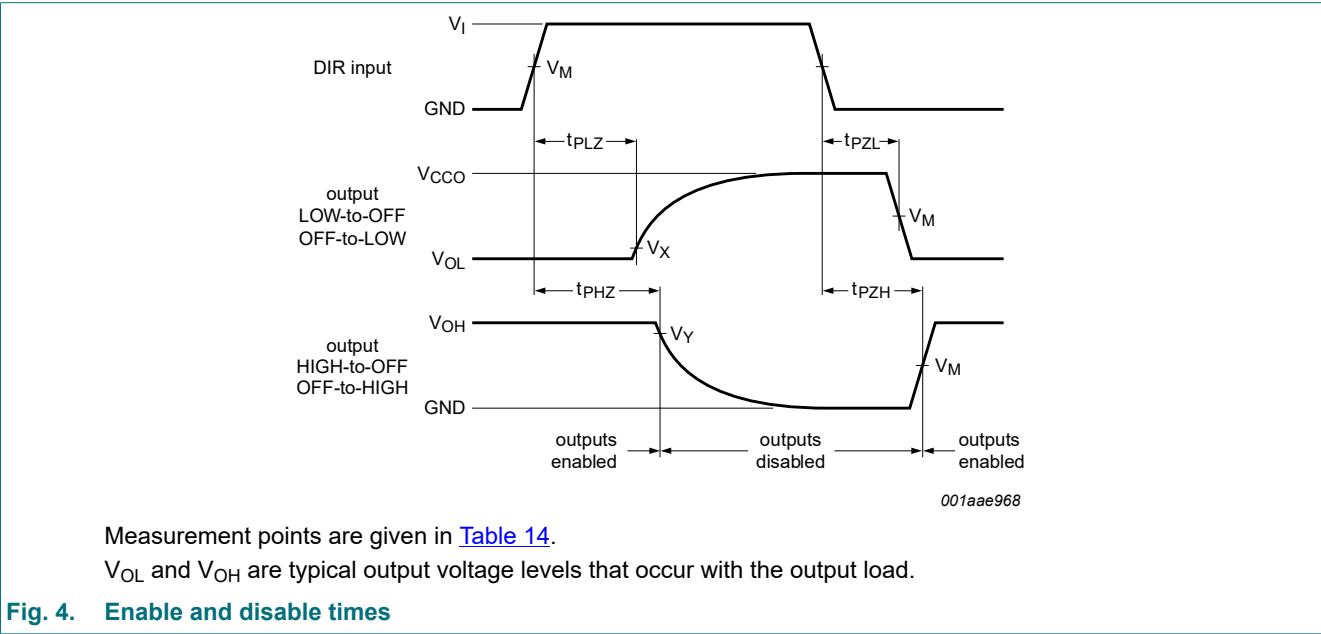 V_I
DIR input
V_M
GND
t_PLZ
t_PZL
V_CCO
output
LOW-to-OFF
OFF-to-LOW
V_M
V_X
V_OL
t_PHZ
t_PZH
V_OH
output
HIGH-to-OFF
OFF-to-HIGH
V_Y
V_M
GND
outputs enabled
outputs disabled
outputs enabled
001aae968
Measurement points are given in Table 14.
V_OL and V_OH are typical output voltage levels that occur with the output load.
Fig. 4. Enable and disable times